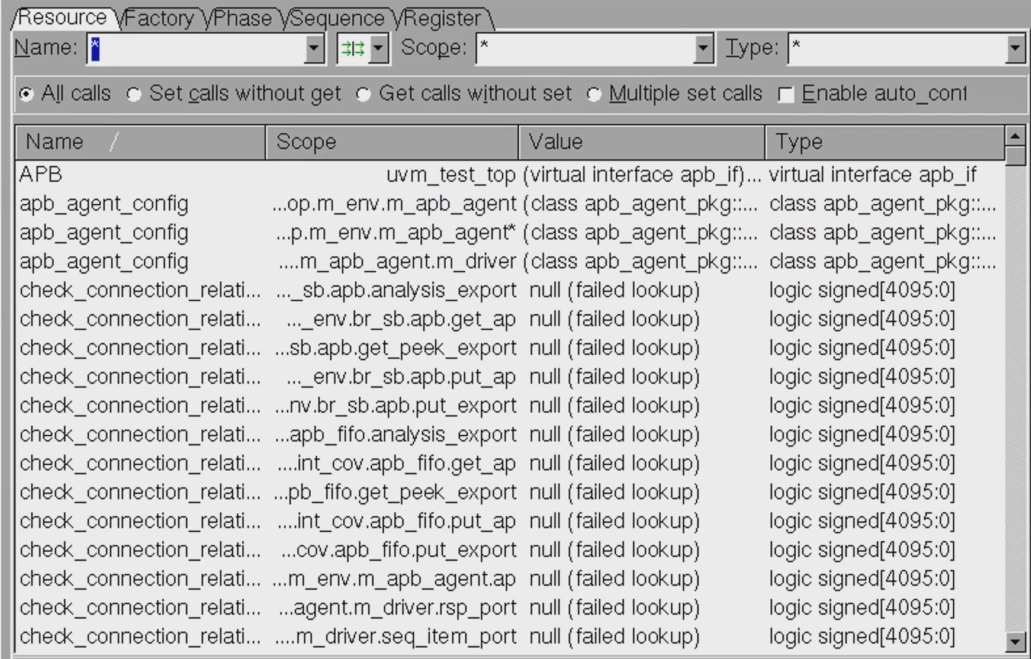 Resource Factory Phase Sequence Register
Name: * Scope: * Type: *
All calls Set calls without get Get calls without set Multiple set calls Enable auto_conf
Name / Scope Value Type
APB uvm_test_top (virtual interface apb_if)... virtual interface apb_if
apb_agent_config ...op.m_env.m_apb_agent (class apb_agent_pkg::... class apb_agent_pkg::...
apb_agent_config ...p.m_env.m_apb_agent* (class apb_agent_pkg::... class apb_agent_pkg::...
apb_agent_config ....m_apb_agent.m_driver (class apb_agent_pkg::... class apb_agent_pkg::...
check_connection_relati... ..._sb.apb.analysis_export null (failed lookup) logic signed[4095:0]
check_connection_relati... ..._env.br_sb.apb.get_ap null (failed lookup) logic signed[4095:0]
check_connection_relati... ...sb.apb.get_peek_export null (failed lookup) logic signed[4095:0]
check_connection_relati... ..._env.br_sb.apb.put_ap null (failed lookup) logic signed[4095:0]
check_connection_relati... ...nv.br_sb.apb.put_export null (failed lookup) logic signed[4095:0]
check_connection_relati... ...apb_fifo.analysis_export null (failed lookup) logic signed[4095:0]
check_connection_relati... ....int_cov.apb_fifo.get_ap null (failed lookup) logic signed[4095:0]
check_connection_relati... ...pb_fifo.get_peek_export null (failed lookup) logic signed[4095:0]
check_connection_relati... ....int_cov.apb_fifo.put_ap null (failed lookup) logic signed[4095:0]
check_connection_relati... ...cov.apb_fifo.put_export null (failed lookup) logic signed[4095:0]
check_connection_relati... ...m_env.m_apb_agent.ap null (failed lookup) logic signed[4095:0]
check_connection_relati... ...agent.m_driver.rsp_port null (failed lookup) logic signed[4095:0]
check_connection_relati... ....m_driver.seq_item_port null (failed lookup) logic signed[4095:0]